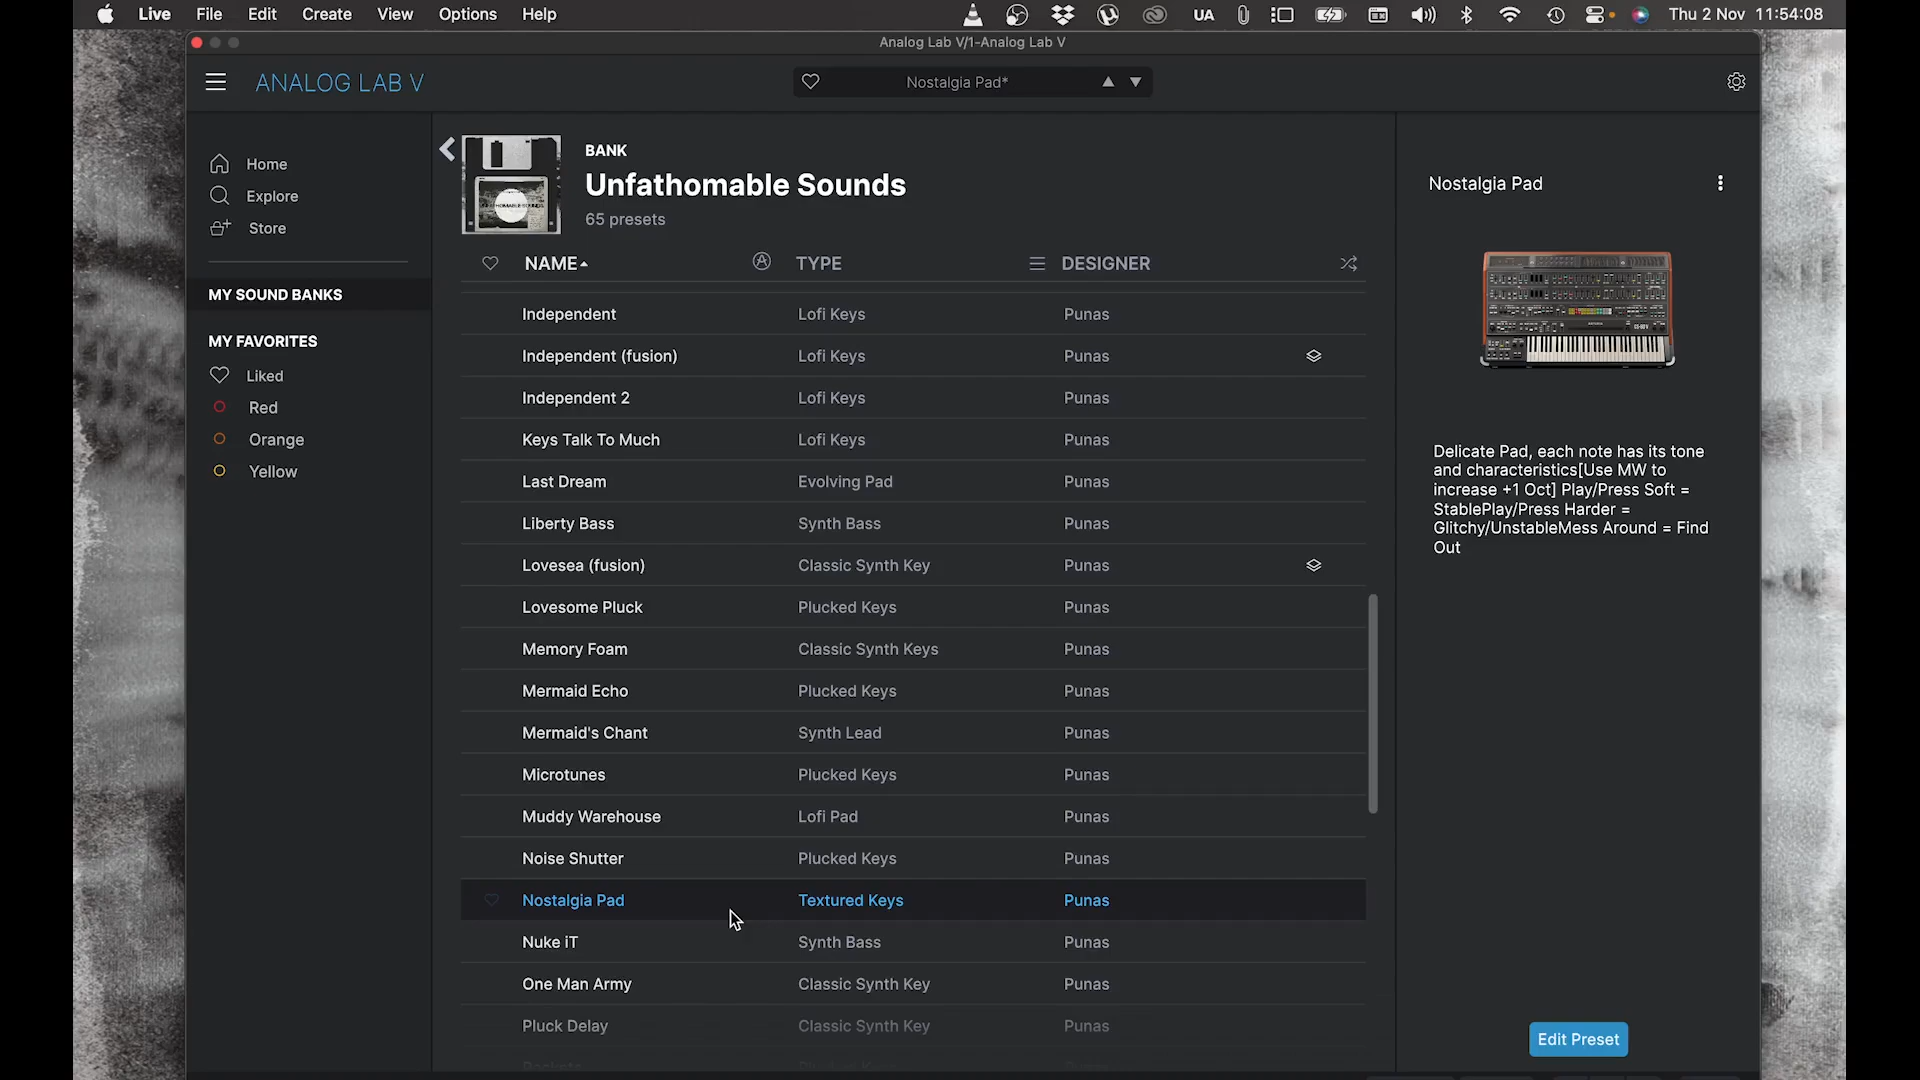 Live File Edit Create View Options Help UA Thu 2 Nov 11:54:08
Analog Lab V/1-Analog Lab V
ANALOG LAB V
Nostalgia Pad*
Home
Explore
Store
MY SOUND BANKS
MY FAVORITES
Liked
Red
Orange
Yellow
BANK
Unfathomable Sounds
65 presets
NAME TYPE DESIGNER
Independent Lofi Keys Punas
Independent (fusion) Lofi Keys Punas
Independent 2 Lofi Keys Punas
Keys Talk To Much Lofi Keys Punas
Last Dream Evolving Pad Punas
Liberty Bass Synth Bass Punas
Lovesea (fusion) Classic Synth Key Punas
Lovesome Pluck Plucked Keys Punas
Memory Foam Classic Synth Keys Punas
Mermaid Echo Plucked Keys Punas
Mermaid's Chant Synth Lead Punas
Microtunes Plucked Keys Punas
Muddy Warehouse Lofi Pad Punas
Noise Shutter Plucked Keys Punas
Nostalgia Pad Textured Keys Punas
Nuke iT Synth Bass Punas
One Man Army Classic Synth Key Punas
Pluck Delay Classic Synth Key Punas
Nostalgia Pad
Delicate Pad, each note has its tone
and characteristics[Use MW to
increase +1 Oct] Play/Press Soft =
StablePlay/Press Harder =
Glitchy/UnstableMess Around = Find
Out
Edit Preset